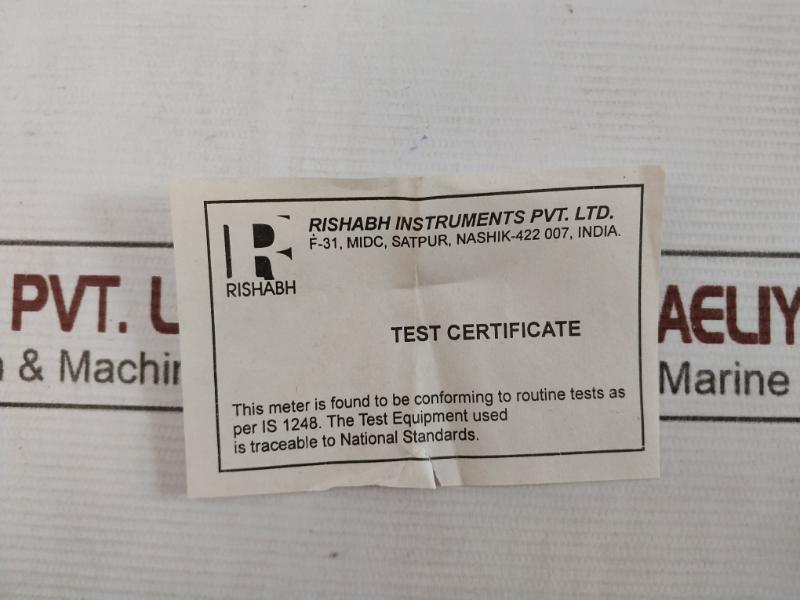 RISHABH INSTRUMENTS PVT. LTD.
F-31, MIDC, SATPUR, NASHIK-422 007, INDIA.
R
RISHABH
TEST CERTIFICATE
This meter is found to be conforming to routine tests as
per IS 1248. The Test Equipment used
is traceable to National Standards.
PVT. L
AELIY
& Machin
Marine